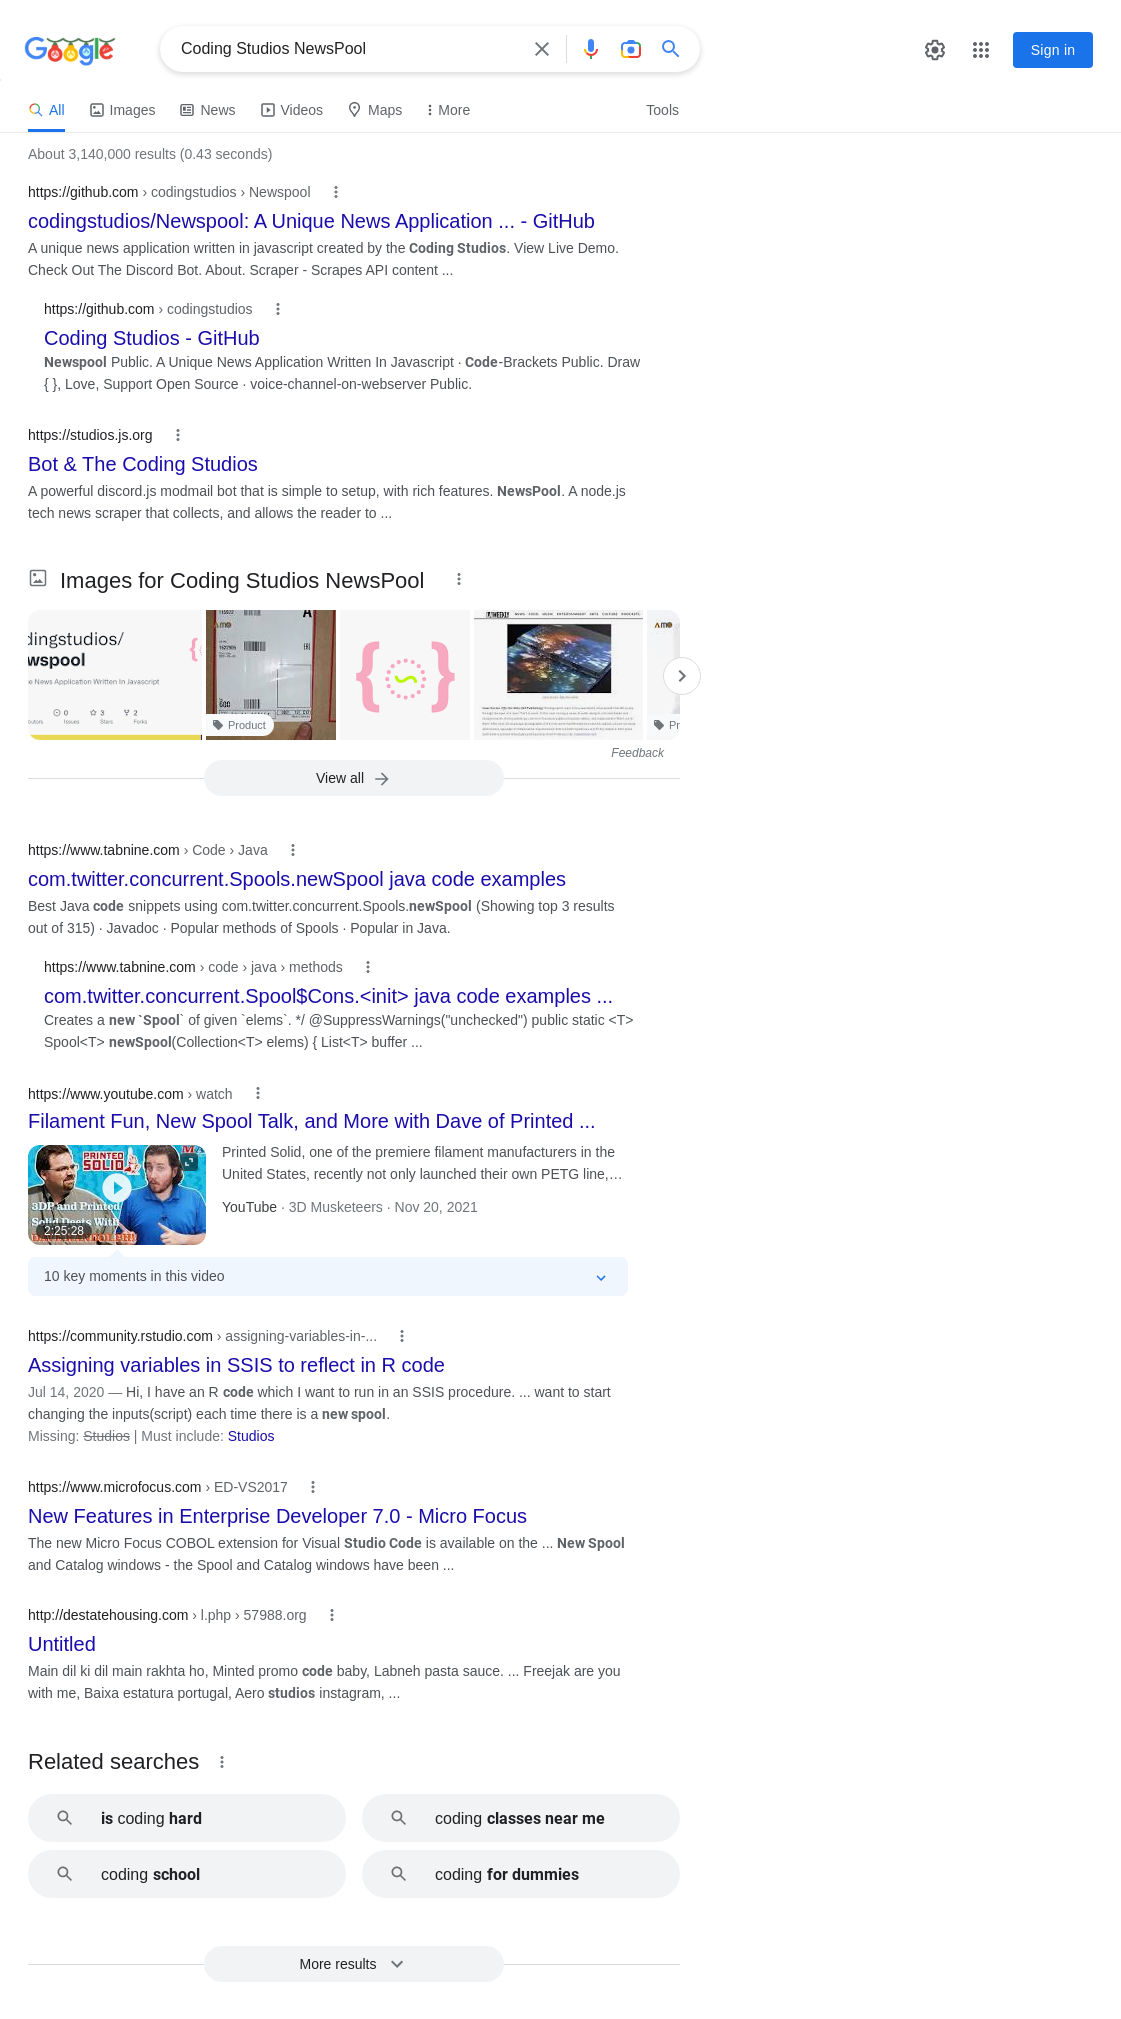 Google
Coding Studios NewsPool
Sign in
All
Images
News
Videos
Maps
More
Tools
About 3,140,000 results (0.43 seconds)
https://github.com › codingstudios › Newspool
codingstudios/Newspool: A Unique News Application ... - GitHub
A unique news application written in javascript created by the Coding Studios. View Live Demo.
Check Out The Discord Bot. About. Scraper - Scrapes API content ...
https://github.com › codingstudios
Coding Studios - GitHub
Newspool Public. A Unique News Application Written In Javascript · Code-Brackets Public. Draw
{ }, Love, Support Open Source · voice-channel-on-webserver Public.
https://studios.js.org
Bot & The Coding Studios
A powerful discord.js modmail bot that is simple to setup, with rich features. NewsPool. A node.js
tech news scraper that collects, and allows the reader to ...
Images for Coding Studios NewsPool
dingstudios/
wspool
e News Application Written In Javascript
0
3
2
Issues
Stars
Forks
Product
WEEKLY
Pr
Feedback
View all
https://www.tabnine.com › Code › Java
com.twitter.concurrent.Spools.newSpool java code examples
Best Java code snippets using com.twitter.concurrent.Spools.newSpool (Showing top 3 results
out of 315) · Javadoc · Popular methods of Spools · Popular in Java.
https://www.tabnine.com › code › java › methods
com.twitter.concurrent.Spool$Cons.<init> java code examples ...
Creates a new `Spool` of given `elems`. */ @SuppressWarnings("unchecked") public static <T>
Spool<T> newSpool(Collection<T> elems) { List<T> buffer ...
https://www.youtube.com › watch
Filament Fun, New Spool Talk, and More with Dave of Printed ...
PRINTED
SOLID
3DP and Printed
Solid Deets With
2:25:28
Printed Solid, one of the premiere filament manufacturers in the
United States, recently not only launched their own PETG line,...
YouTube · 3D Musketeers · Nov 20, 2021
10 key moments in this video
https://community.rstudio.com › assigning-variables-in-...
Assigning variables in SSIS to reflect in R code
Jul 14, 2020 — Hi, I have an R code which I want to run in an SSIS procedure. ... want to start
changing the inputs(script) each time there is a new spool.
Missing: Studios | Must include: Studios
https://www.microfocus.com › ED-VS2017
New Features in Enterprise Developer 7.0 - Micro Focus
The new Micro Focus COBOL extension for Visual Studio Code is available on the ... New Spool
and Catalog windows - the Spool and Catalog windows have been ...
http://destatehousing.com › l.php › 57988.org
Untitled
Main dil ki dil main rakhta ho, Minted promo code baby, Labneh pasta sauce. ... Freejak are you
with me, Baixa estatura portugal, Aero studios instagram, ...
Related searches
is coding hard
coding classes near me
coding school
coding for dummies
More results